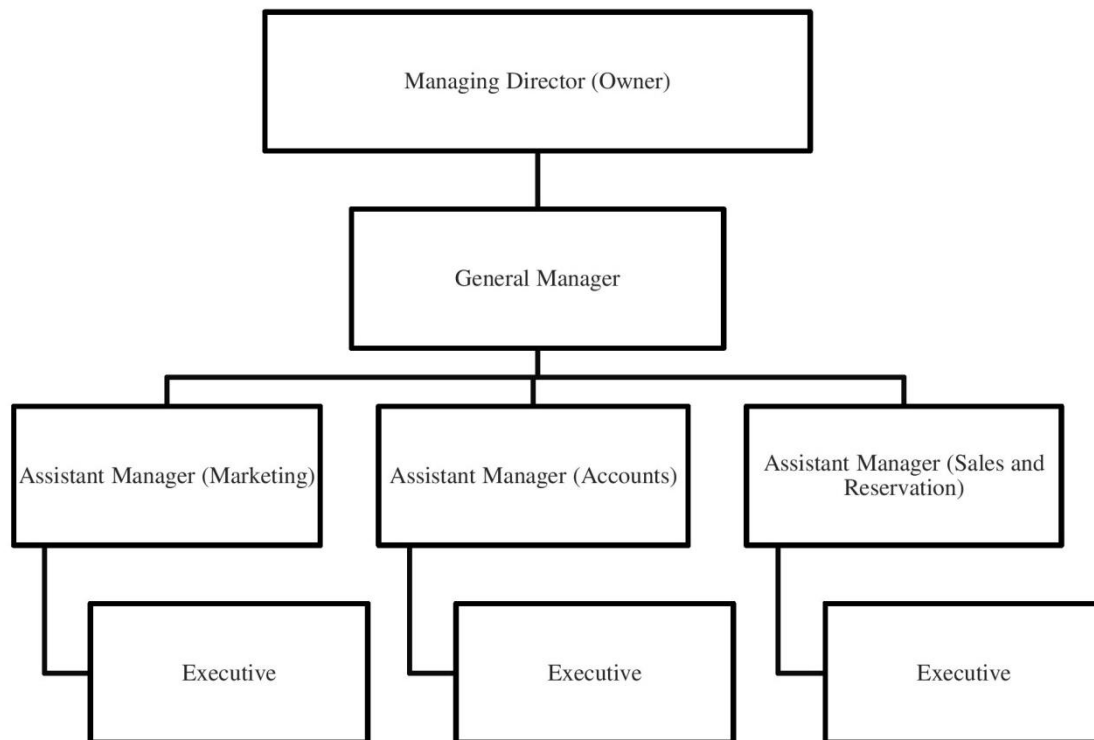 Managing Director (Owner)
General Manager
Assistant Manager (Marketing)
Assistant Manager (Accounts)
Assistant Manager (Sales and
Reservation)
Executive
Executive
Executive